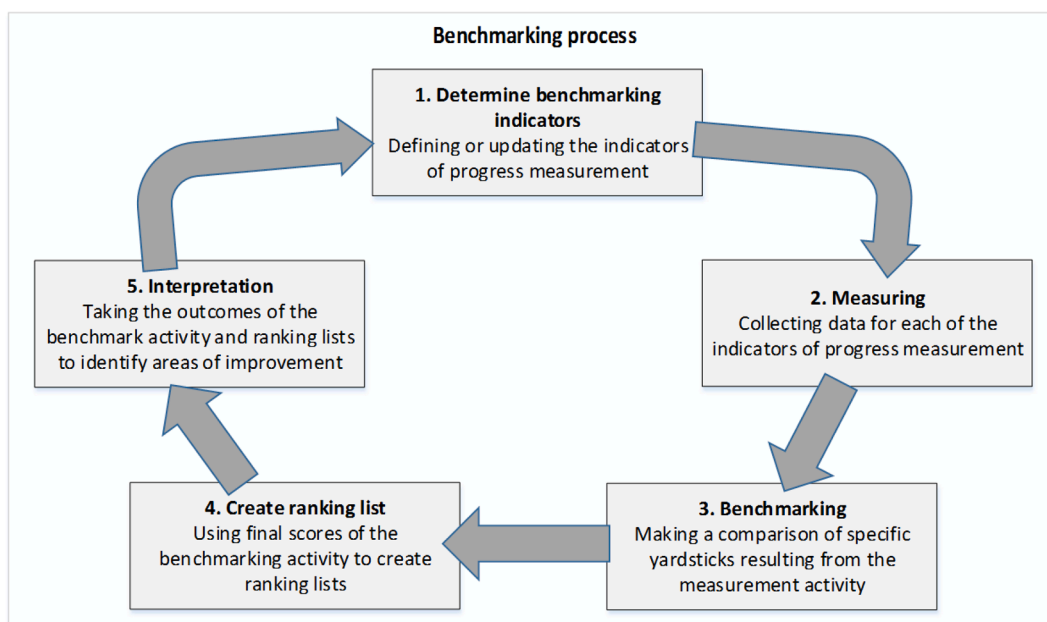 Benchmarking process
1. Determine benchmarking
indicators
Defining or updating the indicators
of progress measurement
2. Measuring
Collecting data for each of the
indicators of progress measurement
3. Benchmarking
Making a comparison of specific
yardsticks resulting from the
measurement activity
4. Create ranking list
Using final scores of the
benchmarking activity to create
ranking lists
5. Interpretation
Taking the outcomes of the
benchmark activity and ranking lists
to identify areas of improvement